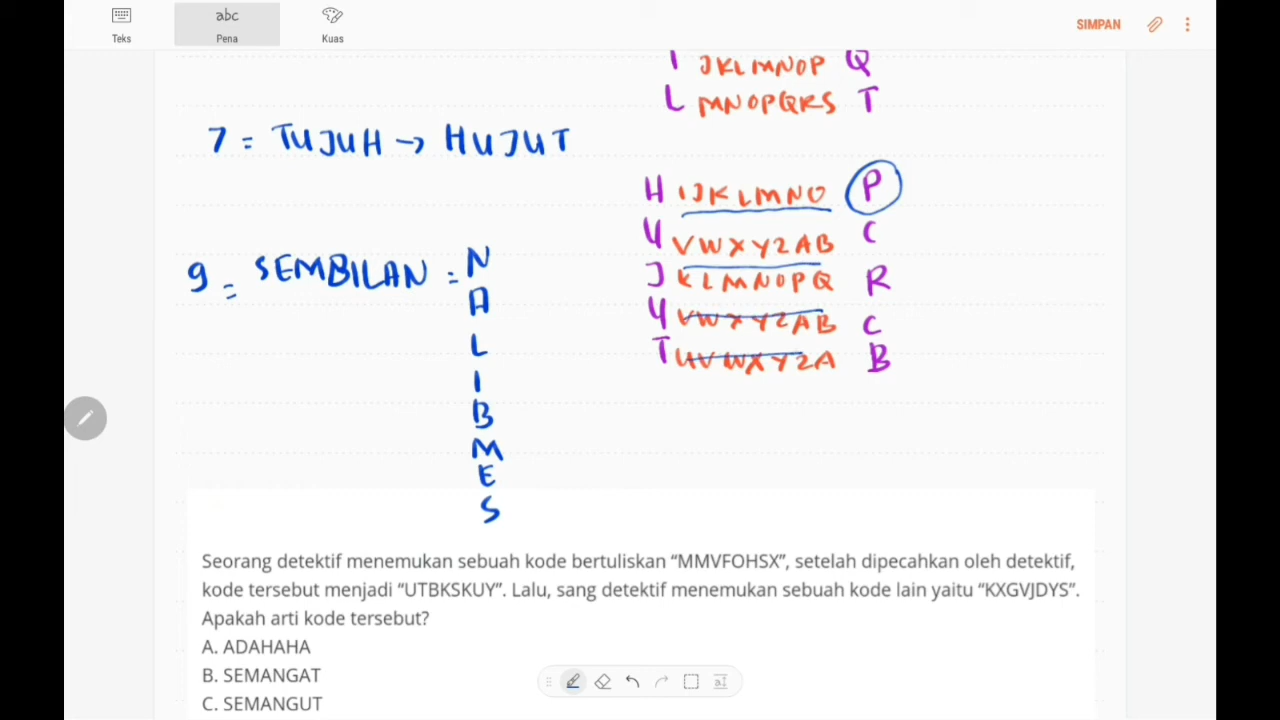 Teks
abc
Pena
Kuas
SIMPAN
I JKLMNOP Q
L MNOPQRS T
7 = TUJUH → HUJUT
H IJKLMNO P
U VWXYZAB C
J KLMNOPQ R
U VWXYZAB C
T UVWXYZA B
9 = SEMBILAN = N
A
L
I
B
M
E
S
Seorang detektif menemukan sebuah kode bertuliskan “MMVFOHSX”, setelah dipecahkan oleh detektif,
kode tersebut menjadi “UTBKSKUY”. Lalu, sang detektif menemukan sebuah kode lain yaitu “KXGVJDYS”.
Apakah arti kode tersebut?
A. ADAHAHA
B. SEMANGAT
C. SEMANGUT